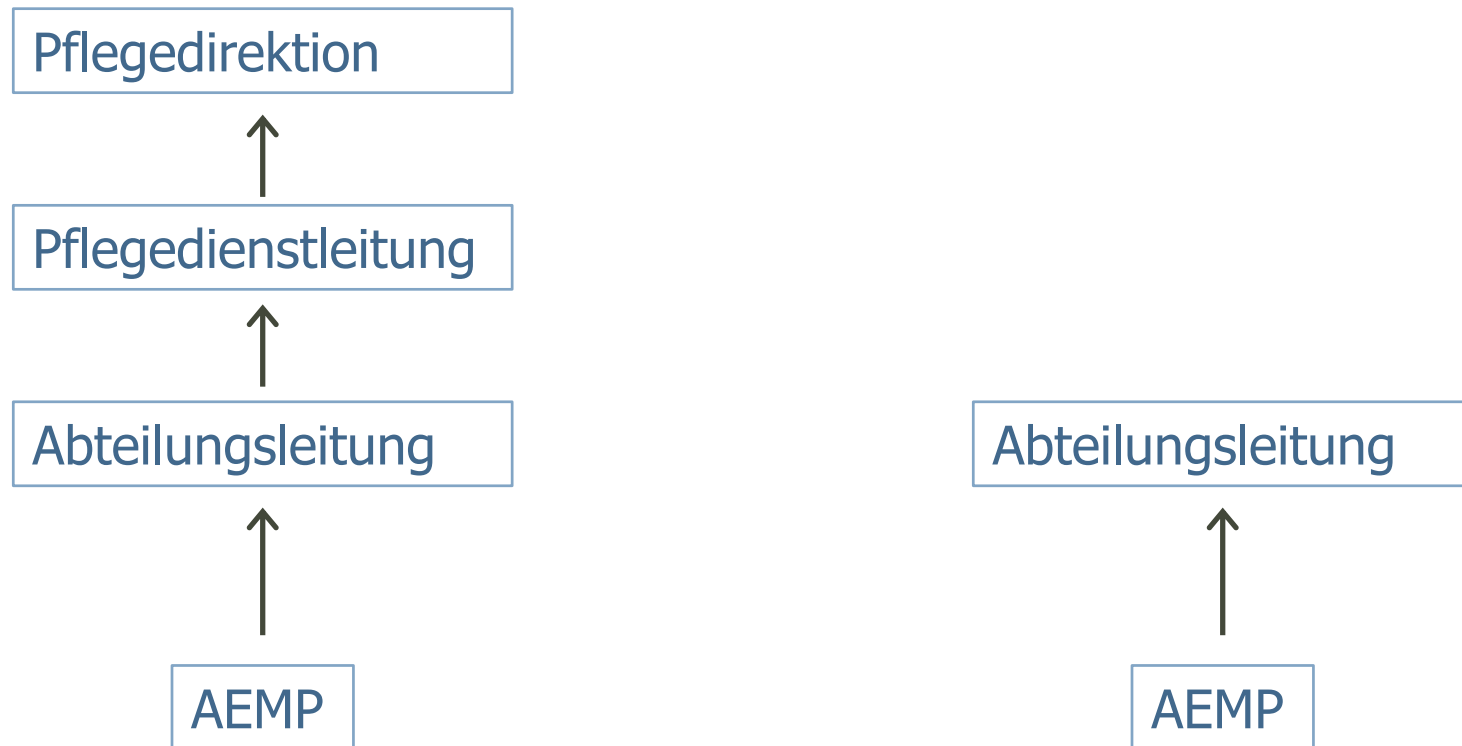 Pflegedirektion
Pflegedienstleitung
Abteilungsleitung
Abteilungsleitung
AEMP
AEMP